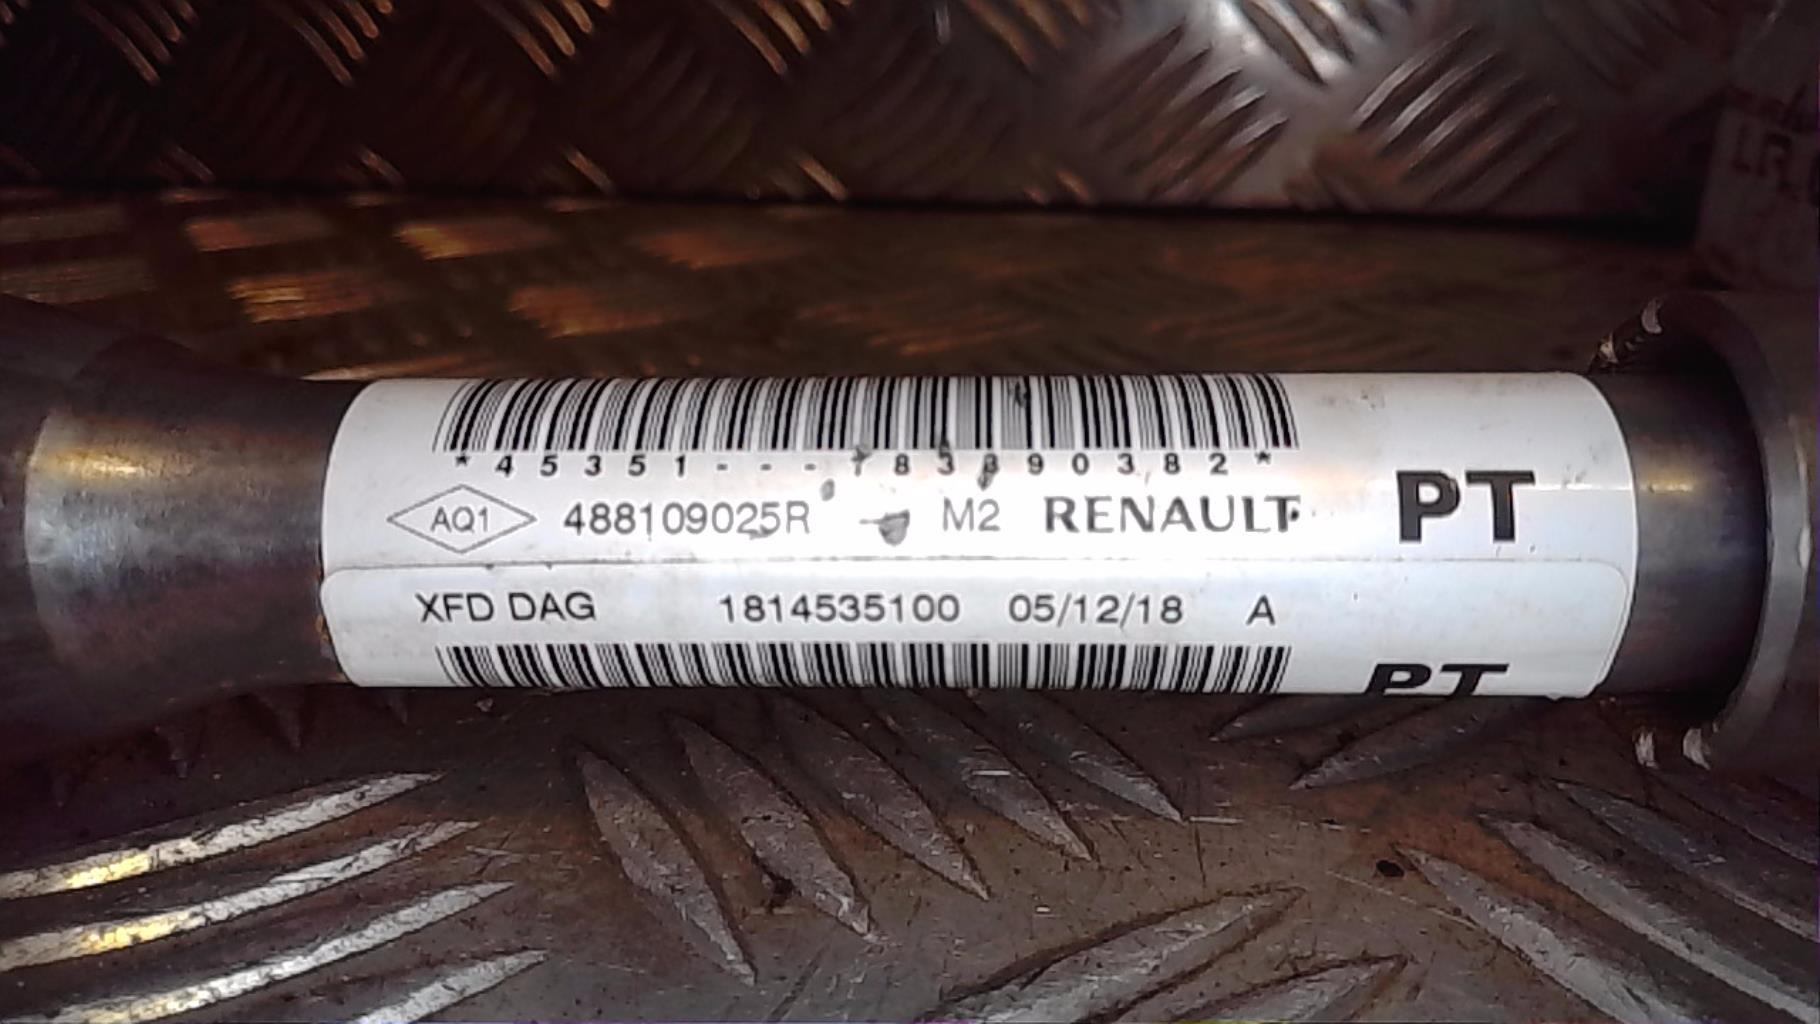 *45351---783890382*
AQ1 488109025R M2 RENAULT
PT
XFD DAG 1814535100 05/12/18 A
PT